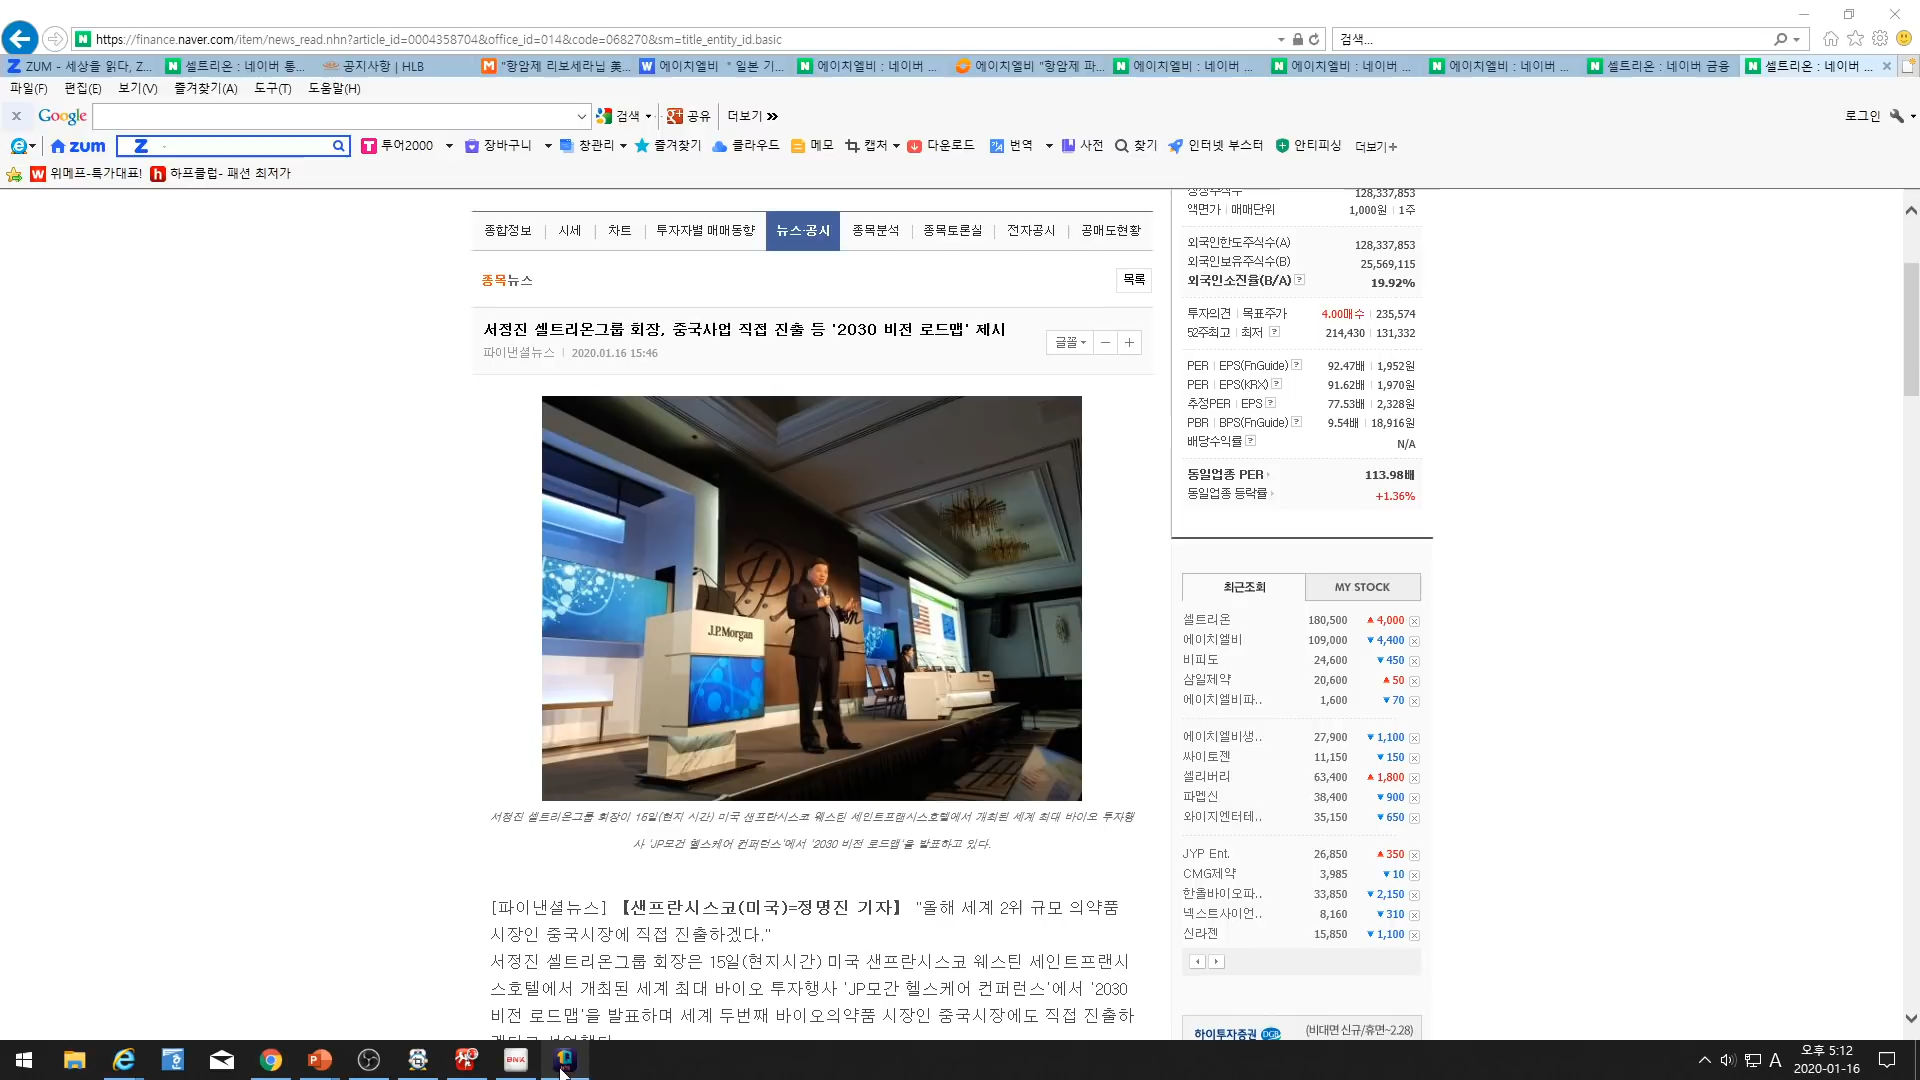 https://finance.naver.com/item/news_read.nhn?article_id=0004358704&office_id=014&code=068270&sm=title_entity_id.basic
검색...
ZUM - 세상을 읽다, Z...
셀트리온 : 네이버 통...
공지사항 | HLB
"항암제 리보세라닙 美...
에이치엘비 " 일본 기...
에이치엘비 : 네이버 ...
에이치엘비 "항암제 파...
에이치엘비 : 네이버 ...
에이치엘비 : 네이버 ...
에이치엘비 : 네이버 ...
셀트리온 : 네이버 금융
셀트리온 : 네이버 ...
파일(F) 편집(E) 보기(V) 즐겨찾기(A) 도구(T) 도움말(H)
x Google 검색 공유 더보기 »
로그인
zum Z 투어2000 장바구니 창관리 즐겨찾기 클라우드 메모 캡처 다운로드 번역 사전 찾기 인터넷 부스터 안티피싱 더보기+
위메프-특가대표! 하프클럽- 패션 최저가
종합정보 시세 차트 투자자별 매매동향 뉴스·공시 종목분석 종목토론실 전자공시 공매도현황
종목뉴스
목록
서정진 셀트리온그룹 회장, 중국사업 직접 진출 등 '2030 비전 로드맵' 제시
파이낸셜뉴스 2020.01.16 15:46
글꼴 − +
J.P.Morgan
서정진 셀트리온그룹 회장이 15일(현지 시간) 미국 샌프란시스코 웨스틴 세인트프랜시스호텔에서 개최된 세계 최대 바이오 투자행
사 'JP모건 헬스케어 컨퍼런스'에서 '2030 비전 로드맵'을 발표하고 있다.
[파이낸셜뉴스] 【샌프란시스코(미국)=정명진 기자】 "올해 세계 2위 규모 의약품
시장인 중국시장에 직접 진출하겠다."
서정진 셀트리온그룹 회장은 15일(현지시간) 미국 샌프란시스코 웨스틴 세인트프랜시
스호텔에서 개최된 세계 최대 바이오 투자행사 'JP모간 헬스케어 컨퍼런스'에서 '2030
비전 로드맵'을 발표하며 세계 두번째 바이오의약품 시장인 중국시장에도 직접 진출하
상장주식수 128,337,853
액면가 매매단위 1,000원 1주
외국인한도주식수(A) 128,337,853
외국인보유주식수(B) 25,569,115
외국인소진율(B/A) 19.92%
투자의견 목표주가 4.00매수 235,574
52주최고 최저 214,430 131,332
PER EPS(FnGuide) 92.47배 1,952원
PER EPS(KRX) 91.62배 1,970원
추정PER EPS 77.53배 2,328원
PBR BPS(FnGuide) 9.54배 18,916원
배당수익률 N/A
동일업종 PER 113.98배
동일업종 등락률 +1.36%
최근조회 MY STOCK
셀트리온 180,500 ▲4,000
에이치엘비 109,000 ▼4,400
비피도 24,600 ▼450
삼일제약 20,600 ▲50
에이치엘비파.. 1,600 ▼70
에이치엘비생.. 27,900 ▼1,100
싸이토젠 11,150 ▼150
셀리버리 63,400 ▲1,800
파멥신 38,400 ▼900
와이지엔터테.. 35,150 ▼650
JYP Ent. 26,850 ▲350
CMG제약 3,985 ▼10
한올바이오파.. 33,850 ▼2,150
넥스트사이언.. 8,160 ▼310
신라젠 15,850 ▼1,100
하이투자증권 DGB (비대면 신규/휴면~2.28)
BNK
A
오후 5:12
2020-01-16